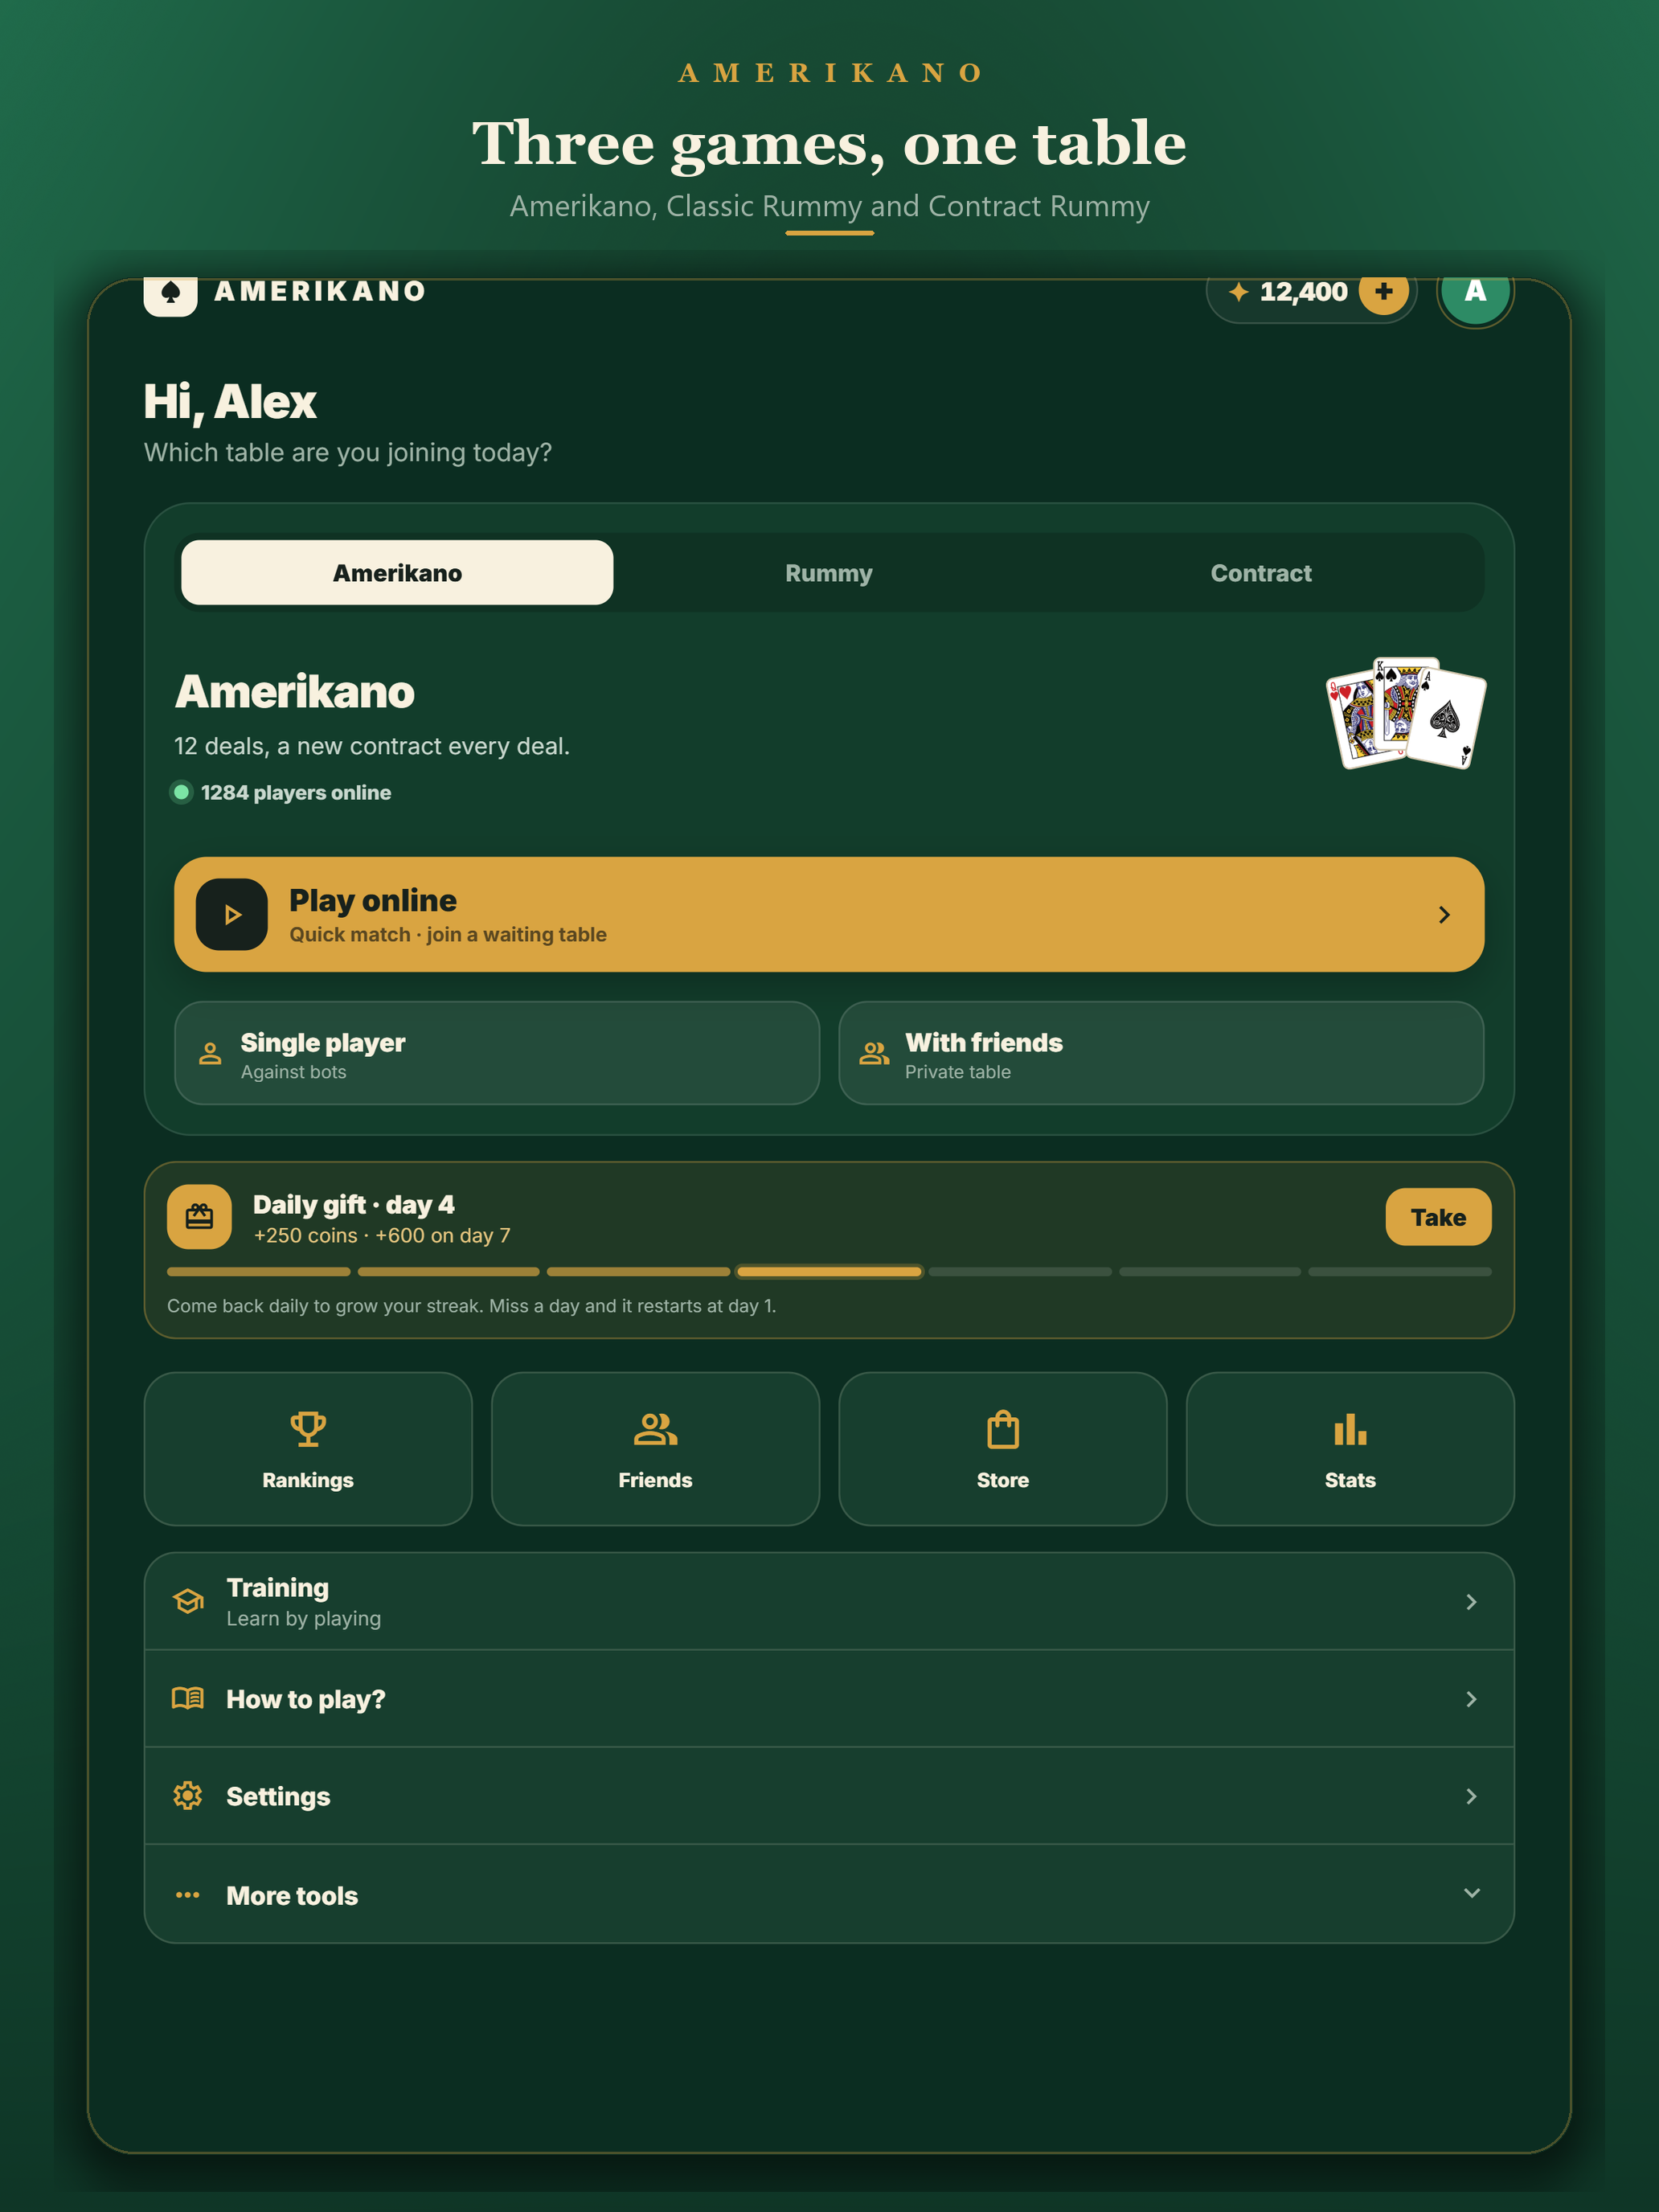 AMERIKANO
Three games, one table
Amerikano, Classic Rummy and Contract Rummy
AMERIKANO
12,400
A
Hi, Alex
Which table are you joining today?
Amerikano
Rummy
Contract
Amerikano
12 deals, a new contract every deal.
1284 players online
Q
K
A
A
Play online
Quick match · join a waiting table
Single player
Against bots
With friends
Private table
Daily gift · day 4
+250 coins · +600 on day 7
Take
Come back daily to grow your streak. Miss a day and it restarts at day 1.
Rankings
Friends
Store
Stats
Training
Learn by playing
How to play?
Settings
More tools